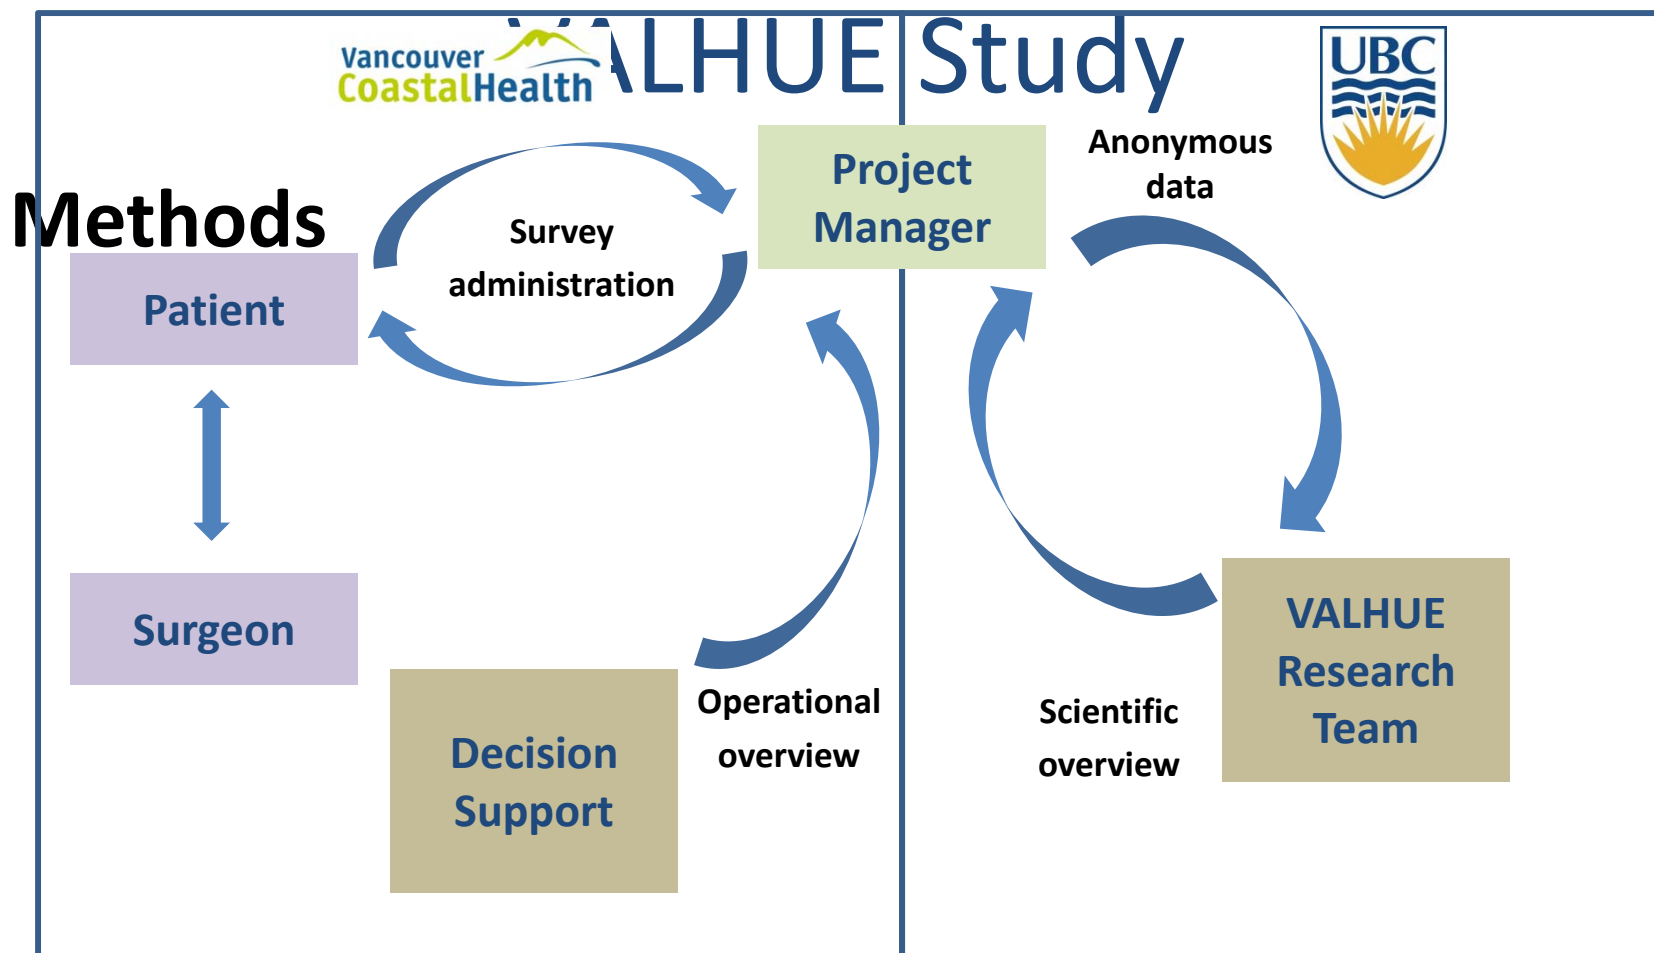 VALHUE Study
Vancouver
CoastalHealth
UBC
Methods
Project
Manager
Anonymous
data
Survey
administration
Patient
Surgeon
Decision
Support
Operational
overview
Scientific
overview
VALHUE
Research
Team